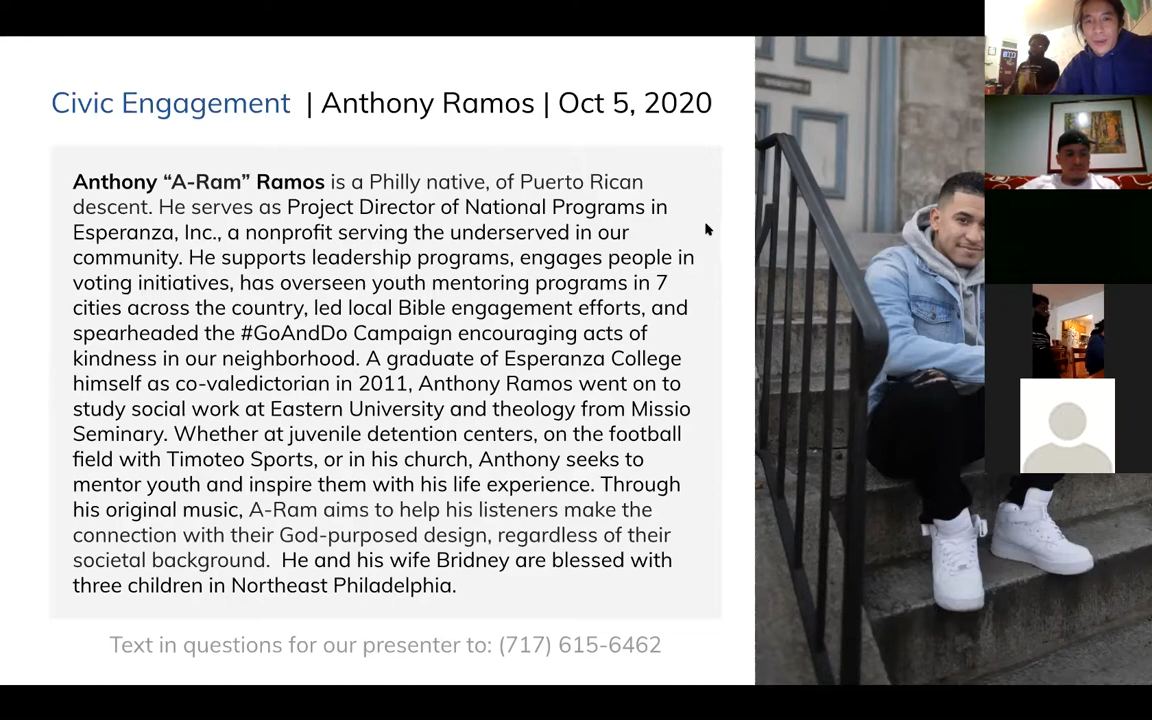 Civic Engagement | Anthony Ramos | Oct 5, 2020
Anthony “A-Ram” Ramos is a Philly native, of Puerto Rican
descent. He serves as Project Director of National Programs in
Esperanza, Inc., a nonprofit serving the underserved in our
community. He supports leadership programs, engages people in
voting initiatives, has overseen youth mentoring programs in 7
cities across the country, led local Bible engagement efforts, and
spearheaded the #GoAndDo Campaign encouraging acts of
kindness in our neighborhood. A graduate of Esperanza College
himself as co-valedictorian in 2011, Anthony Ramos went on to
study social work at Eastern University and theology from Missio
Seminary. Whether at juvenile detention centers, on the football
field with Timoteo Sports, or in his church, Anthony seeks to
mentor youth and inspire them with his life experience. Through
his original music, A-Ram aims to help his listeners make the
connection with their God-purposed design, regardless of their
societal background.  He and his wife Bridney are blessed with
three children in Northeast Philadelphia.
Text in questions for our presenter to: (717) 615-6462